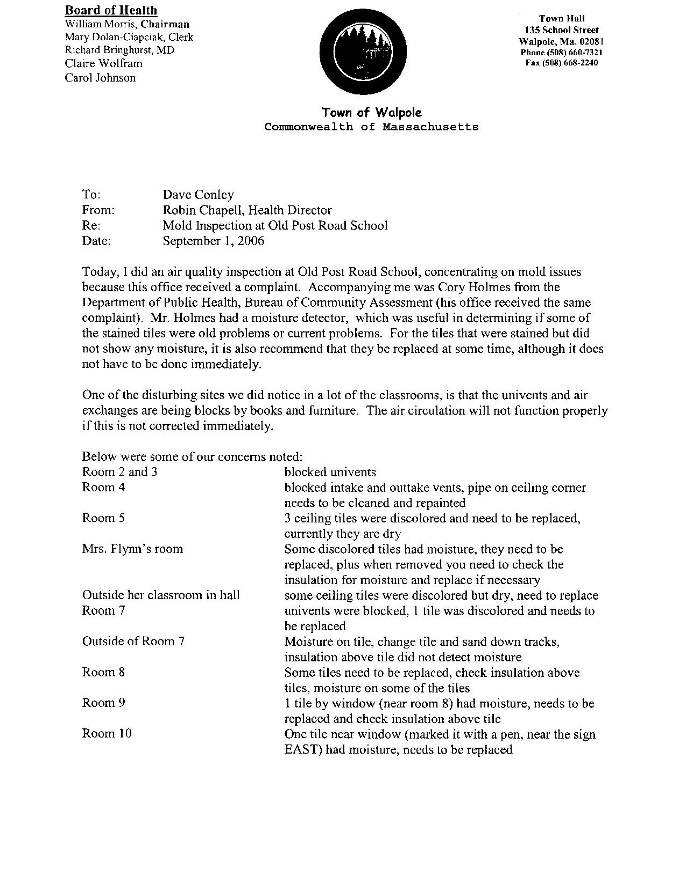 Board of Health
William Morris, Chairman
Mary Dolan-Ciapciak, Clerk
Richard Bringhurst, MD
Claire Wolfram
Carol Johnson
Town Hall
135 School Street
Walpole, Ma. 02081
Phone (508) 660-7321
Fax (508) 668-2240
Town of Walpole
Commonwealth of Massachusetts
To: Dave Conley
From: Robin Chapell, Health Director
Re: Mold Inspection at Old Post Road School
Date: September 1, 2006
Today, I did an air quality inspection at Old Post Road School, concentrating on mold issues
because this office received a complaint. Accompanying me was Cory Holmes from the
Department of Public Health, Bureau of Community Assessment (his office received the same
complaint). Mr. Holmes had a moisture detector, which was useful in determining if some of
the stained tiles were old problems or current problems. For the tiles that were stained but did
not show any moisture, it is also recommend that they be replaced at some time, although it does
not have to be done immediately.
One of the disturbing sites we did notice in a lot of the classrooms, is that the univents and air
exchanges are being blocks by books and furniture. The air circulation will not function properly
if this is not corrected immediately.
Below were some of our concerns noted:
Room 2 and 3 blocked univents
Room 4 blocked intake and outtake vents, pipe on ceiling corner
needs to be cleaned and repainted
Room 5 3 ceiling tiles were discolored and need to be replaced,
currently they are dry
Mrs. Flynn's room Some discolored tiles had moisture, they need to be
replaced, plus when removed you need to check the
insulation for moisture and replace if necessary
Outside her classroom in hall some ceiling tiles were discolored but dry, need to replace
Room 7 univents were blocked, 1 tile was discolored and needs to
be replaced
Outside of Room 7 Moisture on tile, change tile and sand down tracks,
insulation above tile did not detect moisture
Room 8 Some tiles need to be replaced, check insulation above
tiles, moisture on some of the tiles
Room 9 1 tile by window (near room 8) had moisture, needs to be
replaced and check insulation above tile
Room 10 One tile near window (marked it with a pen, near the sign
EAST) had moisture, needs to be replaced